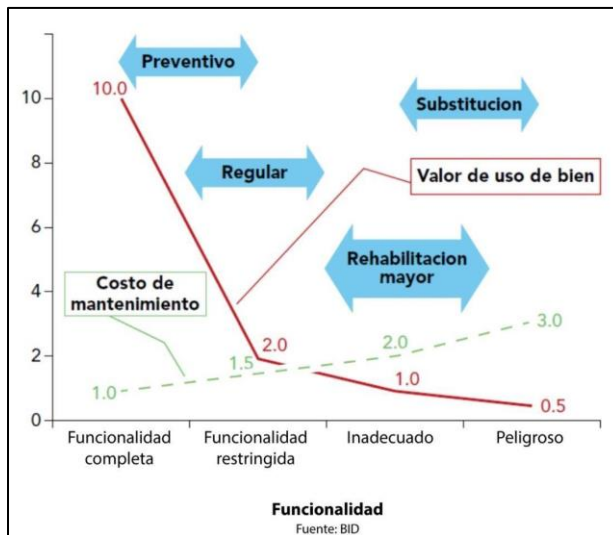 Preventivo
10.0
10
Substitucion
8
Regular
Valor de uso de bien
6
Rehabilitacion
mayor
Costo de
mantenimiento
4
3.0
2.0
2.0
1.5
2
1.0
1.0
0.5
0
Funcionalidad
completa
Funcionalidad
restringida
Inadecuado
Peligroso
Funcionalidad
Fuente: BID